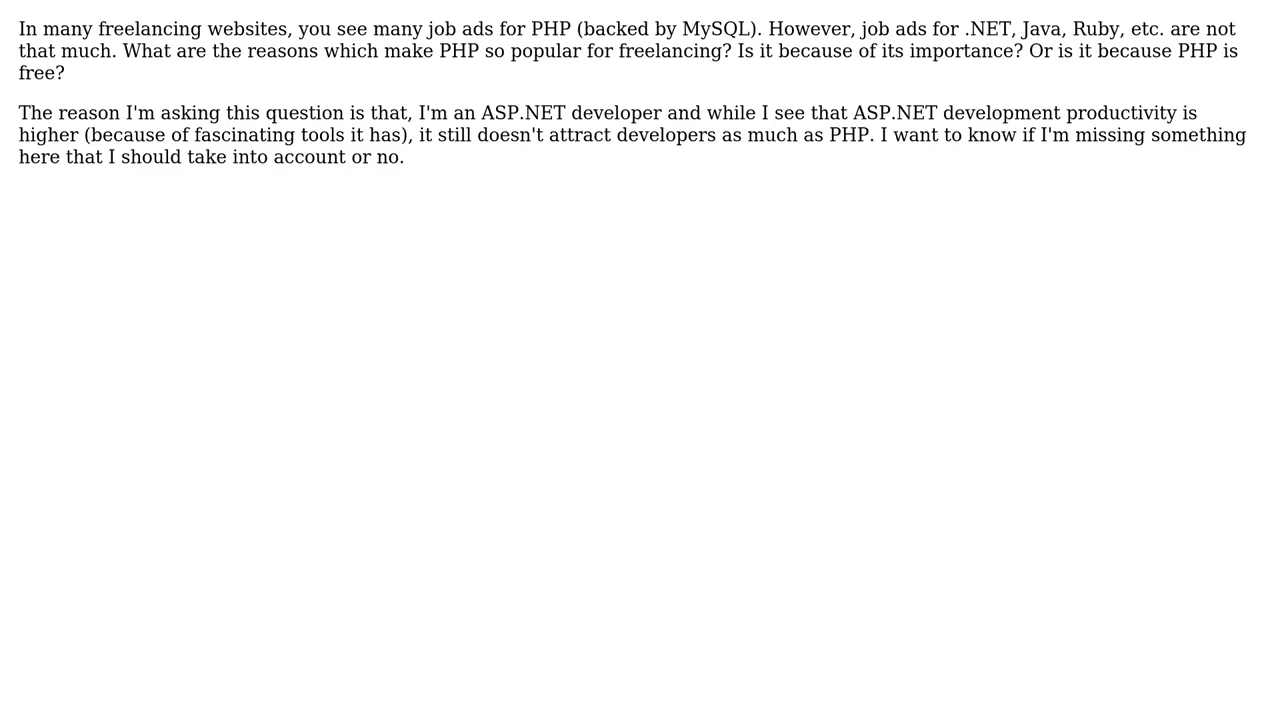 In many freelancing websites, you see many job ads for PHP (backed by MySQL). However, job ads for .NET, Java, Ruby, etc. are not
that much. What are the reasons which make PHP so popular for freelancing? Is it because of its importance? Or is it because PHP is
free?
The reason I'm asking this question is that, I'm an ASP.NET developer and while I see that ASP.NET development productivity is
higher (because of fascinating tools it has), it still doesn't attract developers as much as PHP. I want to know if I'm missing something
here that I should take into account or no.